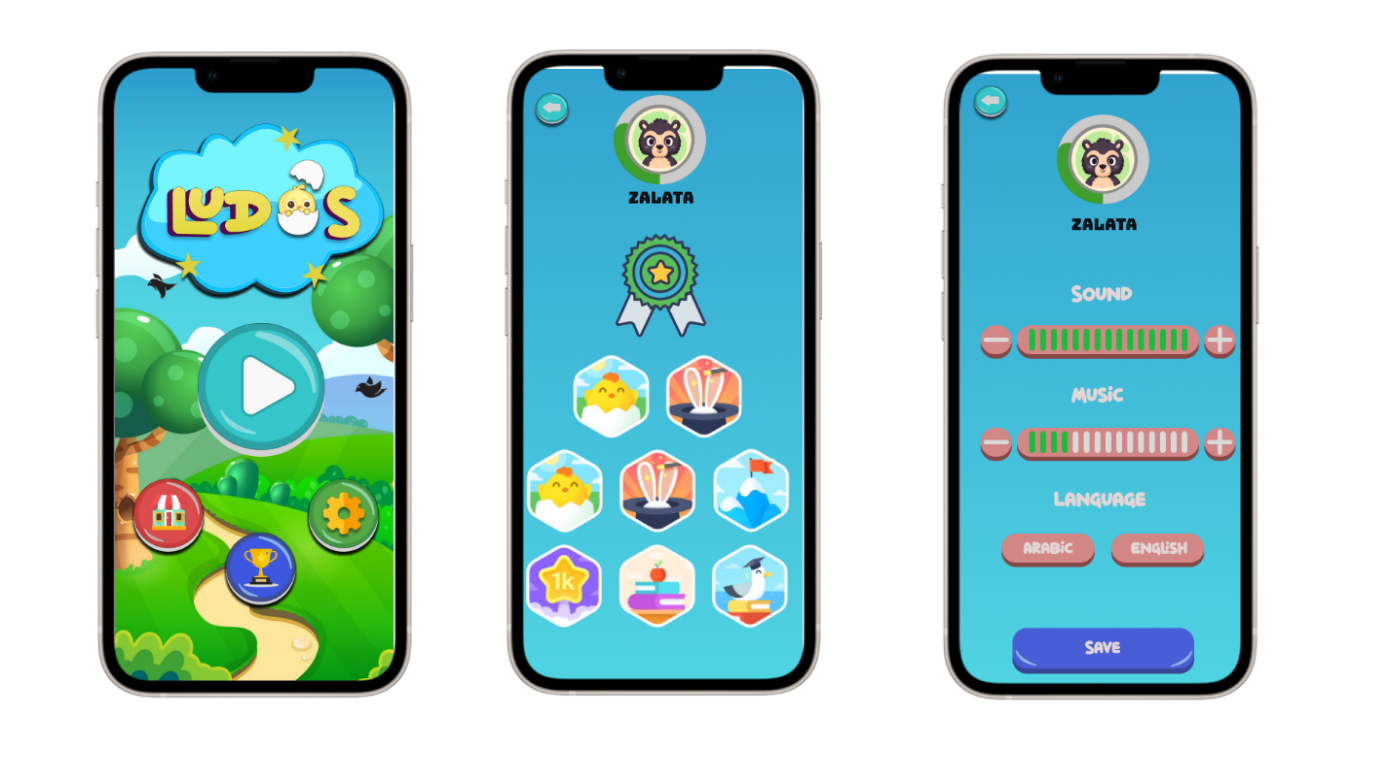 LUDOS
ZALATA
1k
ZALATA
SOUND
MUSIC
LANGUAGE
ARABIC
ENGLISH
SAVE